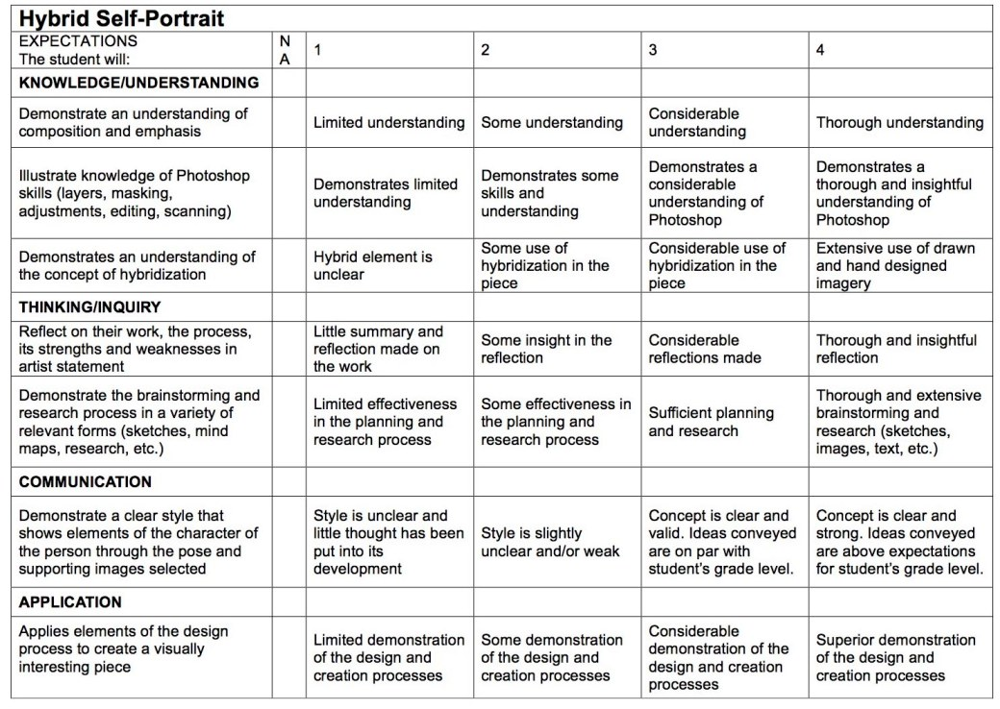 Hybrid Self-Portrait
EXPECTATIONS
The student will:
N
A
1
2
3
4
KNOWLEDGE/UNDERSTANDING
Demonstrate an understanding of
composition and emphasis
Limited understanding
Some understanding
Considerable
understanding
Thorough understanding
Illustrate knowledge of Photoshop
skills (layers, masking,
adjustments, editing, scanning)
Demonstrates limited
understanding
Demonstrates some
skills and
understanding
Demonstrates a
considerable
understanding of
Photoshop
Demonstrates a
thorough and insightful
understanding of
Photoshop
Demonstrates an understanding of
the concept of hybridization
Hybrid element is
unclear
Some use of
hybridization in the
piece
Considerable use of
hybridization in the
piece
Extensive use of drawn
and hand designed
imagery
THINKING/INQUIRY
Reflect on their work, the process,
its strengths and weaknesses in
artist statement
Little summary and
reflection made on
the work
Some insight in the
reflection
Considerable
reflections made
Thorough and insightful
reflection
Demonstrate the brainstorming and
research process in a variety of
relevant forms (sketches, mind
maps, research, etc.)
Limited effectiveness
in the planning and
research process
Some effectiveness in
the planning and
research process
Sufficient planning
and research
Thorough and extensive
brainstorming and
research (sketches,
images, text, etc.)
COMMUNICATION
Demonstrate a clear style that
shows elements of the character of
the person through the pose and
supporting images selected
Style is unclear and
little thought has been
put into its
development
Style is slightly
unclear and/or weak
Concept is clear and
valid. Ideas conveyed
are on par with
student's grade level.
Concept is clear and
strong. Ideas conveyed
are above expectations
for student's grade level.
APPLICATION
Applies elements of the design
process to create a visually
interesting piece
Limited demonstration
of the design and
creation processes
Some demonstration
of the design and
creation processes
Considerable
demonstration of the
design and creation
processes
Superior demonstration
of the design and
creation processes